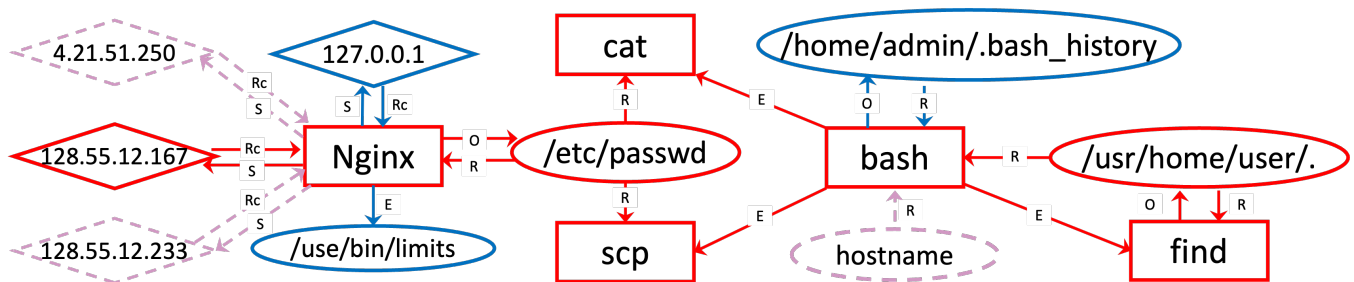 4.21.51.250
Rc
S
127.0.0.1
S
Rc
cat
/home/admin/.bash_history
R
E
O
R
128.55.12.167
Rc
S
Nginx
O
R
/etc/passwd
bash
R
/usr/home/user/.
Rc
S
E
R
E
R
E
O
R
128.55.12.233
/use/bin/limits
scp
hostname
find